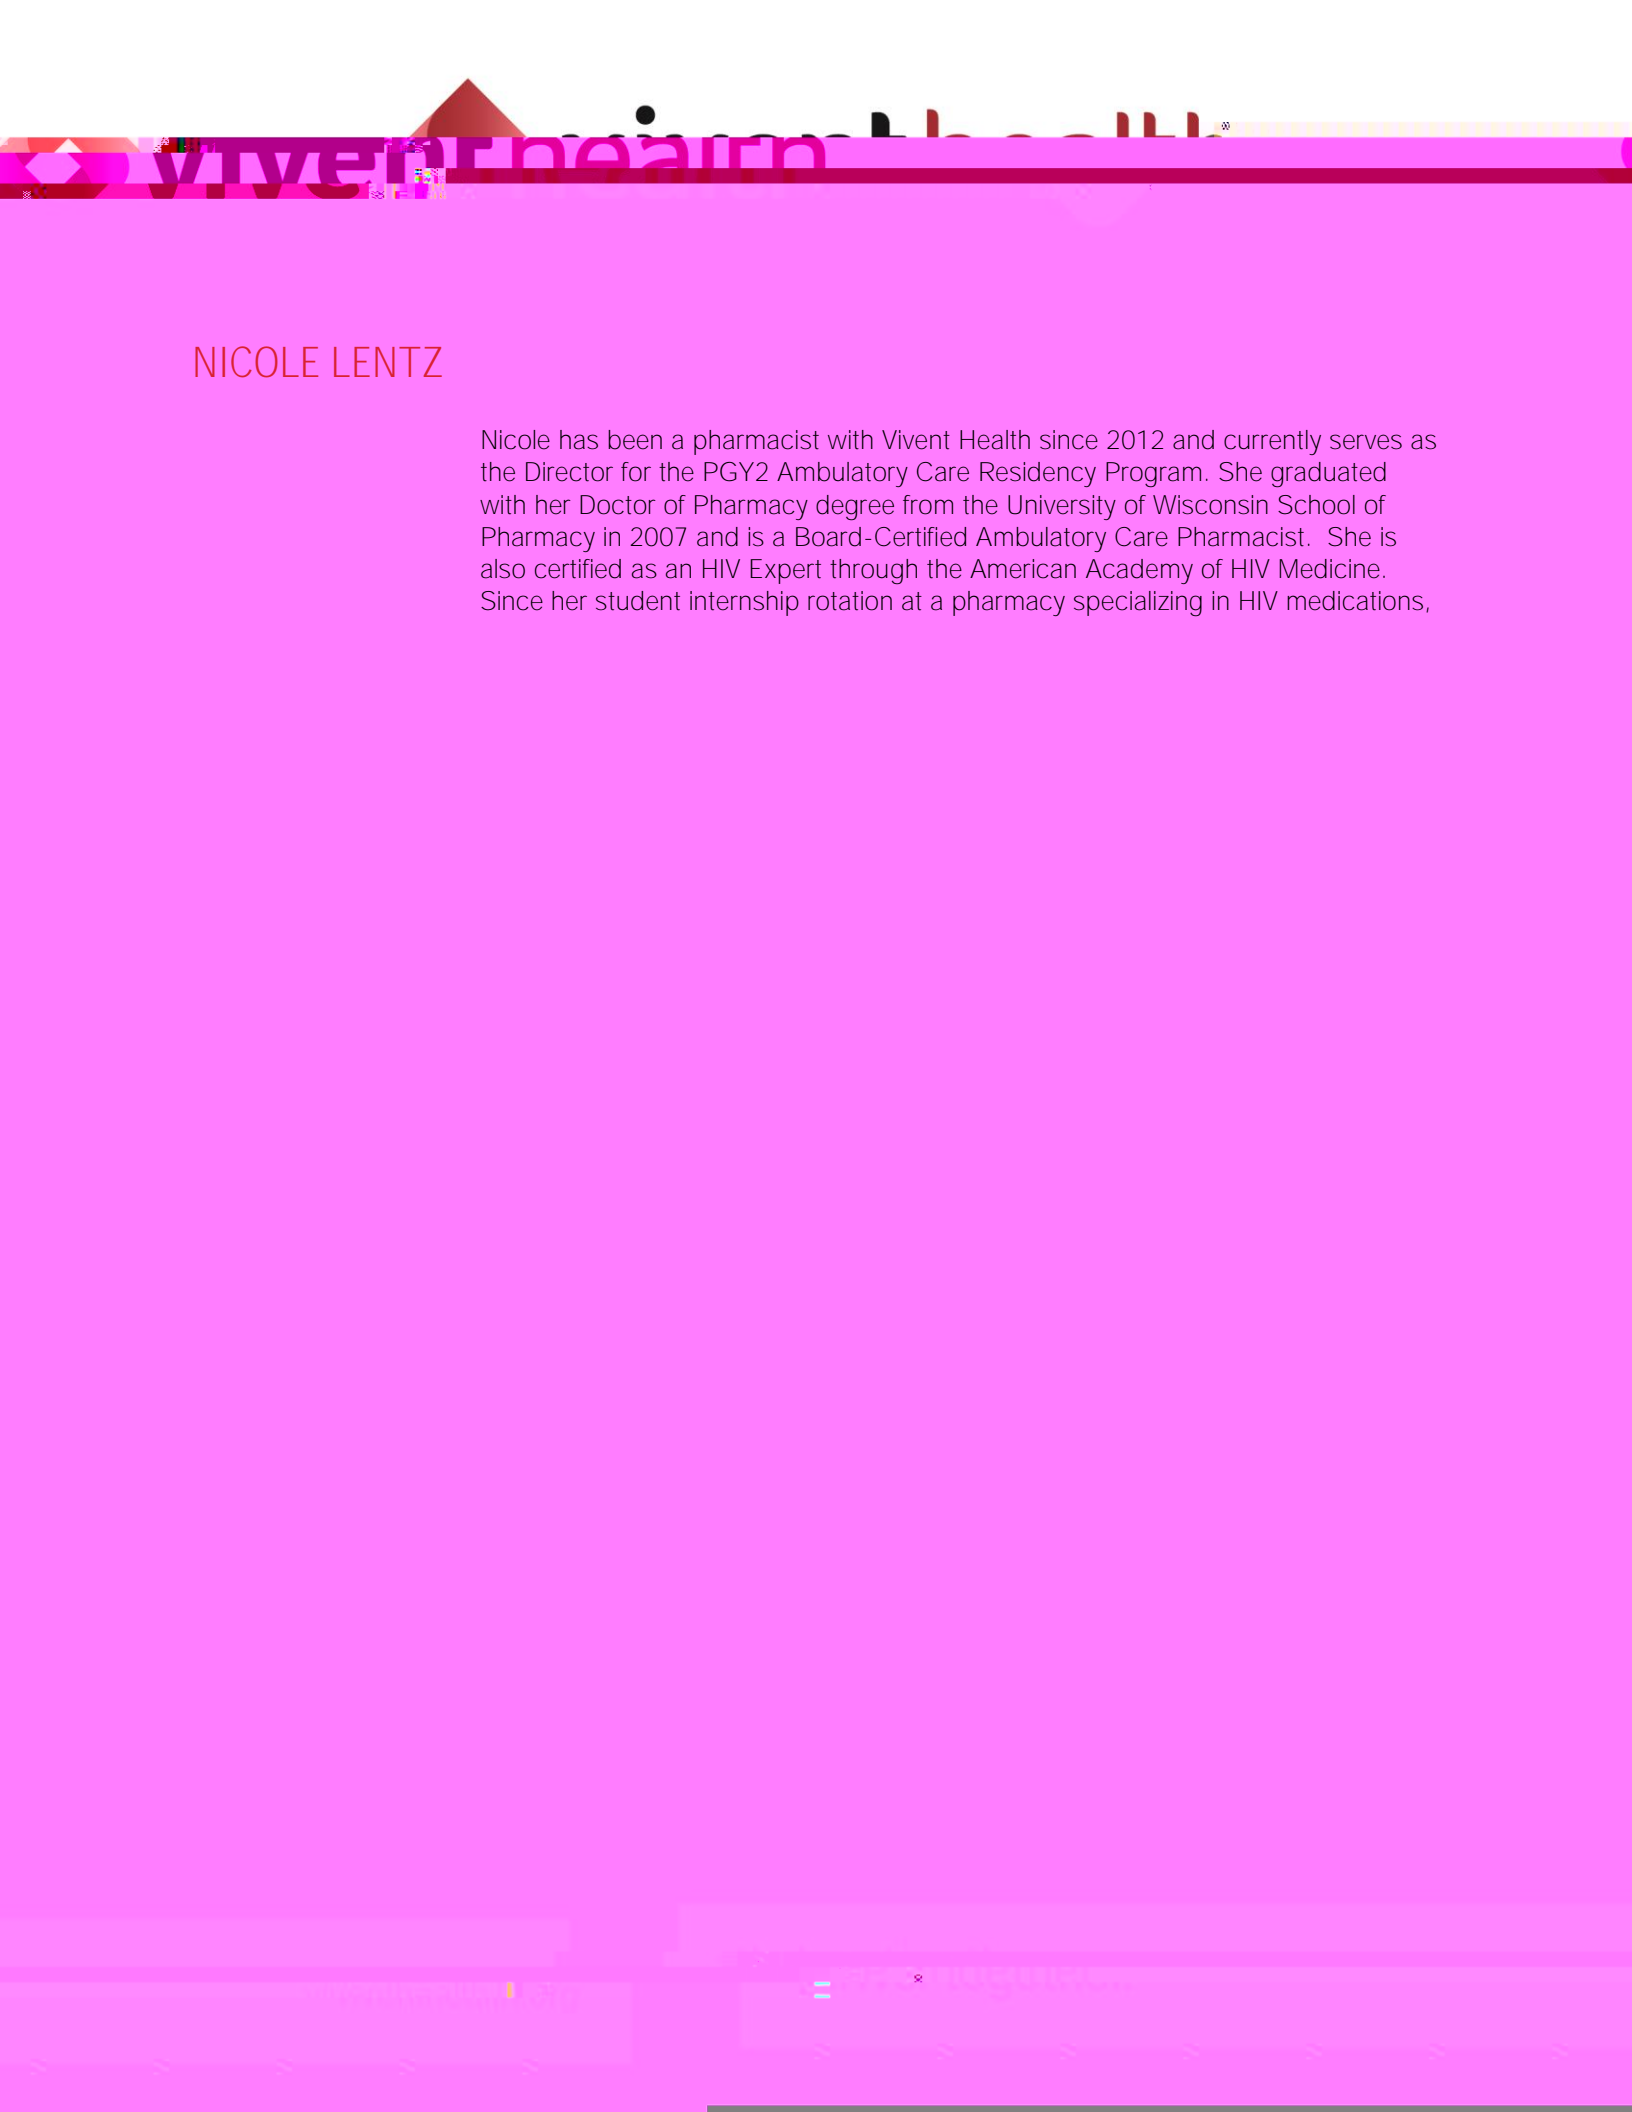 vivent health
NICOLE LENTZ
Nicole has been a pharmacist with Vivent Health since 2012 and currently serves as
the Director for the PGY2 Ambulatory Care Residency Program. She graduated
with her Doctor of Pharmacy degree from the University of Wisconsin School of
Pharmacy in 2007 and is a Board-Certified Ambulatory Care Pharmacist. She is
also certified as an HIV Expert through the American Academy of HIV Medicine.
Since her student internship rotation at a pharmacy specializing in HIV medications,